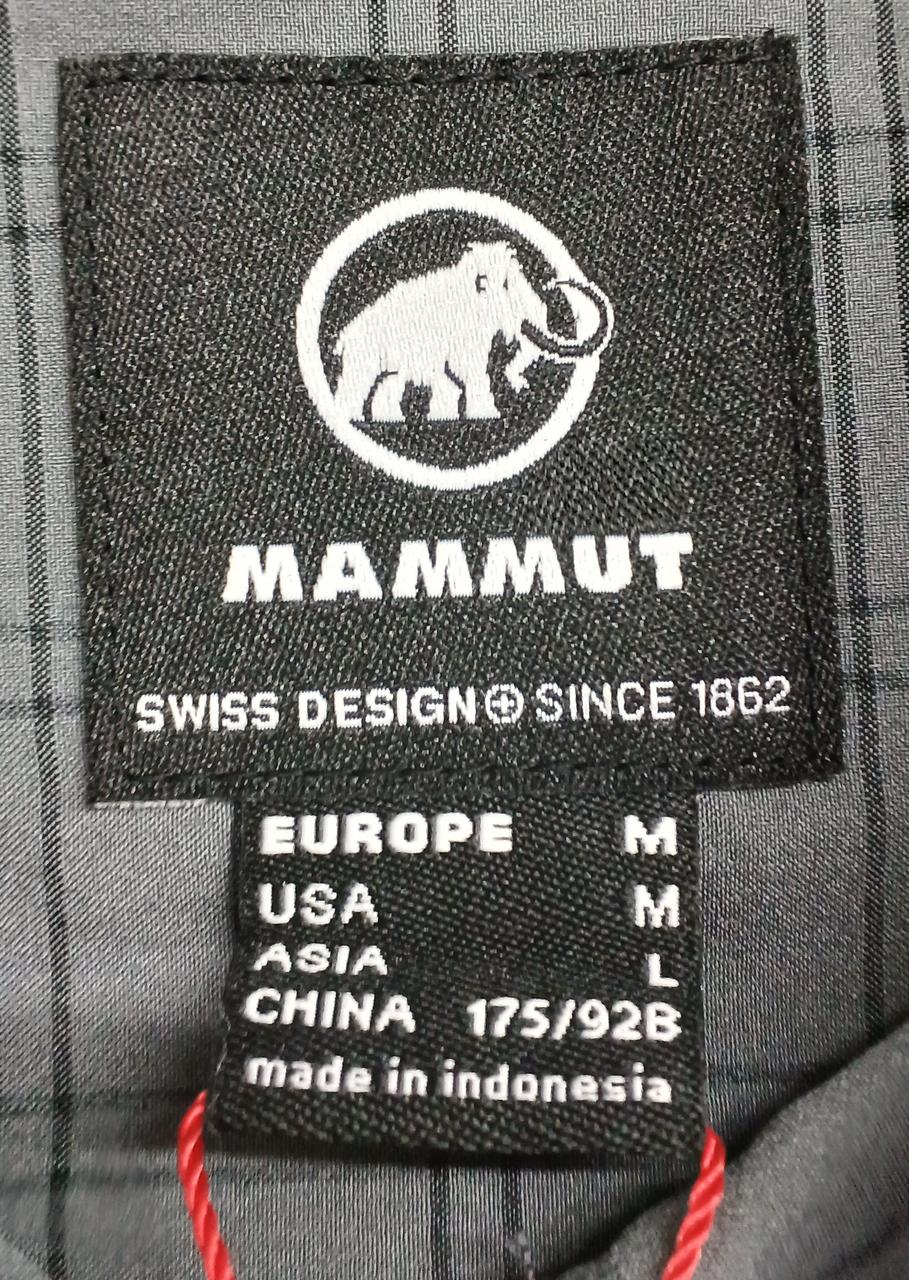 MAMMUT
SWISS DESIGN⊕SINCE 1862
EUROPE M
USA M
ASIA L
CHINA 175/92B
made in indonesia